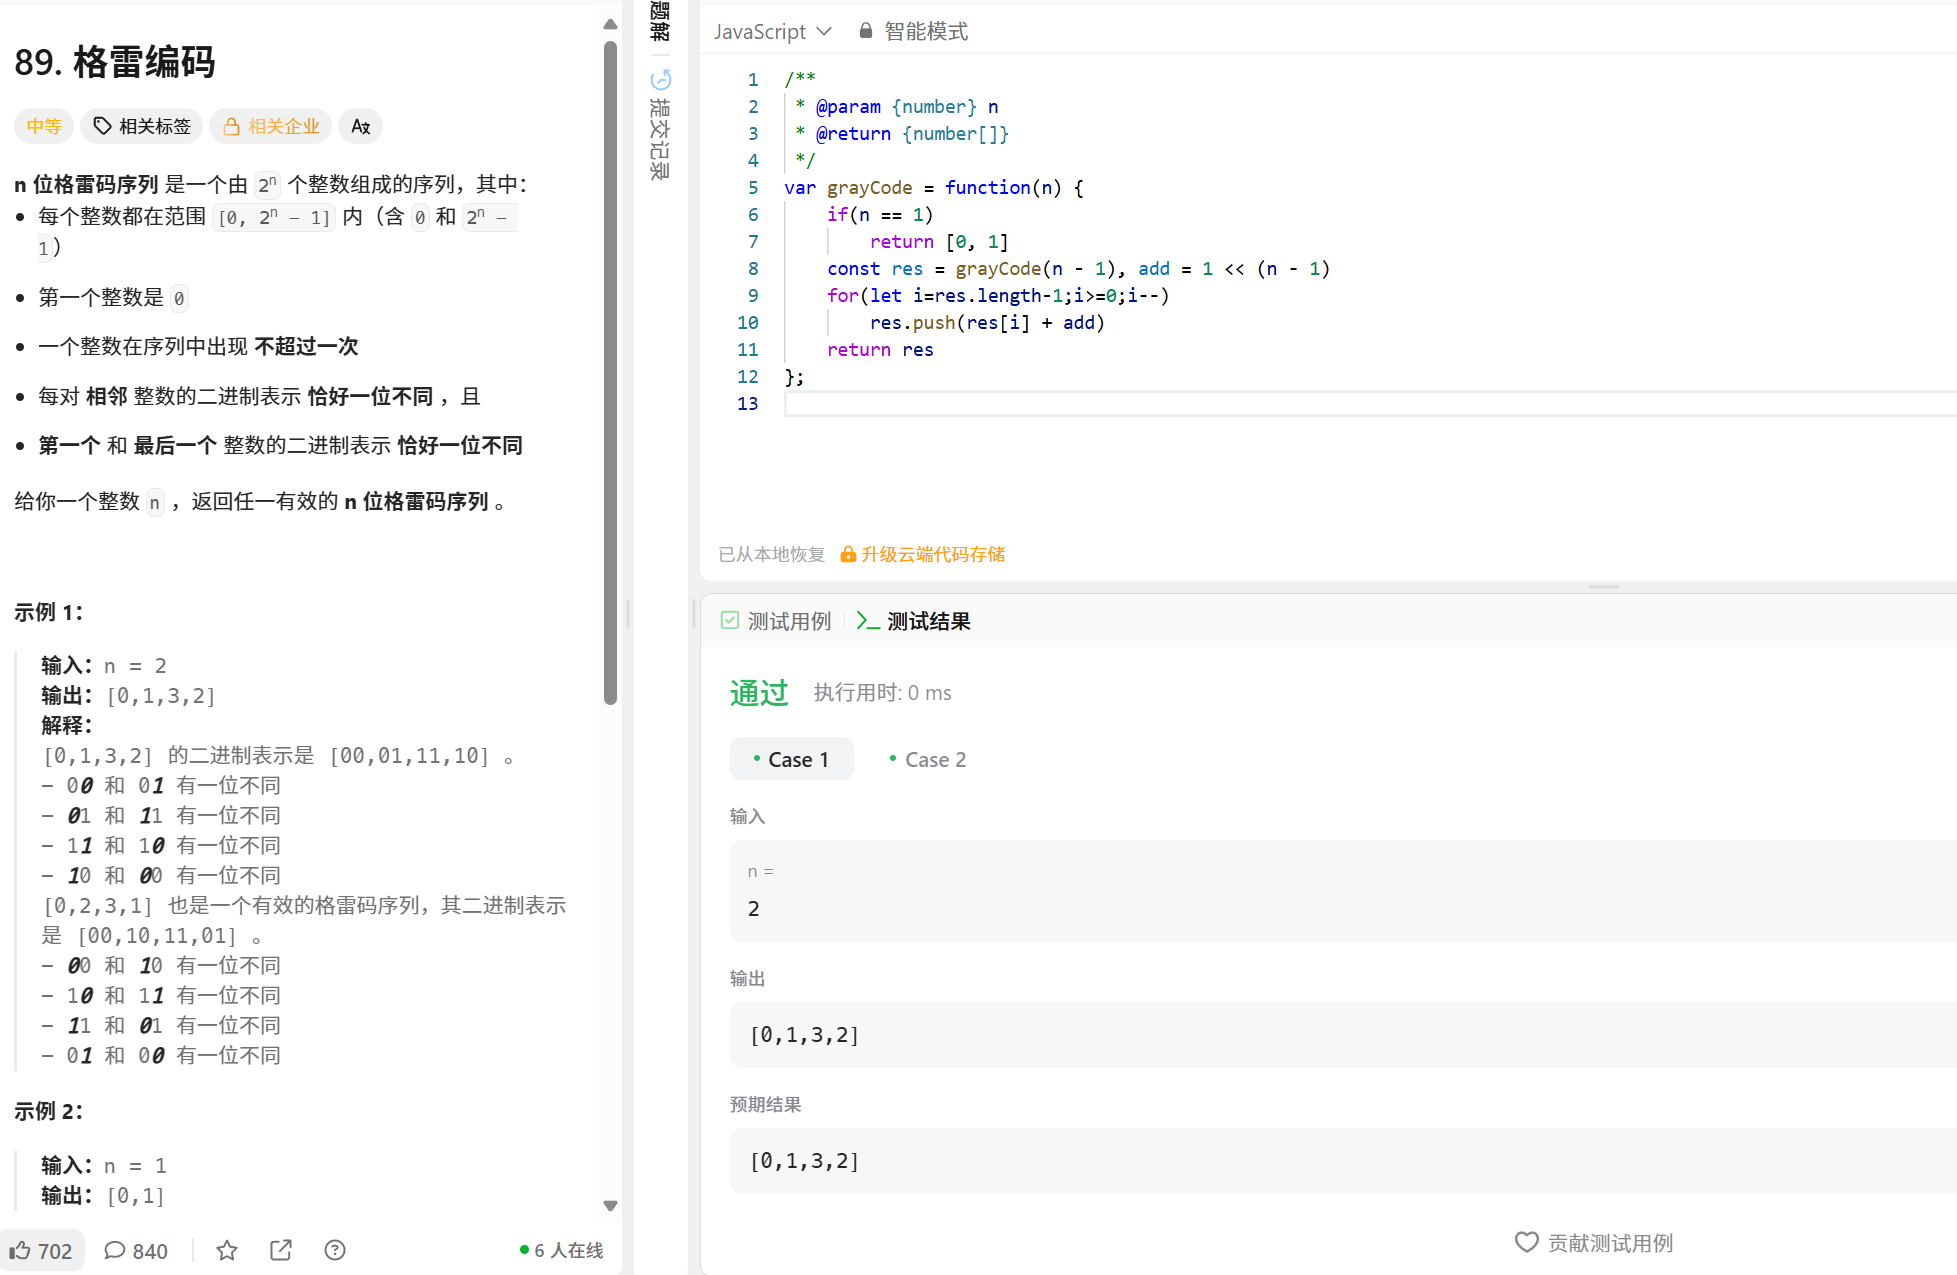 89. 格雷编码
中等 相关标签 相关企业
n 位格雷码序列 是一个由 2ⁿ 个整数组成的序列，其中：
每个整数都在范围 [0, 2ⁿ - 1] 内（含 0 和 2ⁿ -
1）
第一个整数是 0
一个整数在序列中出现 不超过一次
每对 相邻 整数的二进制表示 恰好一位不同 ，且
第一个 和 最后一个 整数的二进制表示 恰好一位不同
给你一个整数 n ，返回任一有效的 n 位格雷码序列 。
示例 1：
输入：n = 2
输出：[0,1,3,2]
解释：
[0,1,3,2] 的二进制表示是 [00,01,11,10] 。
- 00 和 01 有一位不同
- 01 和 11 有一位不同
- 11 和 10 有一位不同
- 10 和 00 有一位不同
[0,2,3,1] 也是一个有效的格雷码序列，其二进制表示
是 [00,10,11,01] 。
- 00 和 10 有一位不同
- 10 和 11 有一位不同
- 11 和 01 有一位不同
- 01 和 00 有一位不同
示例 2：
输入：n = 1
输出：[0,1]
702 840 6 人在线
题解
提交记录
JavaScript 智能模式
1 /**
2 * @param {number} n
3 * @return {number[]}
4 */
5 var grayCode = function(n) {
6 if(n == 1)
7 return [0, 1]
8 const res = grayCode(n - 1), add = 1 << (n - 1)
9 for(let i=res.length-1;i>=0;i--)
10 res.push(res[i] + add)
11 return res
12 };
13
已从本地恢复 升级云端代码存储
测试用例 测试结果
通过 执行用时: 0 ms
Case 1 Case 2
输入
n =
2
输出
[0,1,3,2]
预期结果
[0,1,3,2]
贡献测试用例